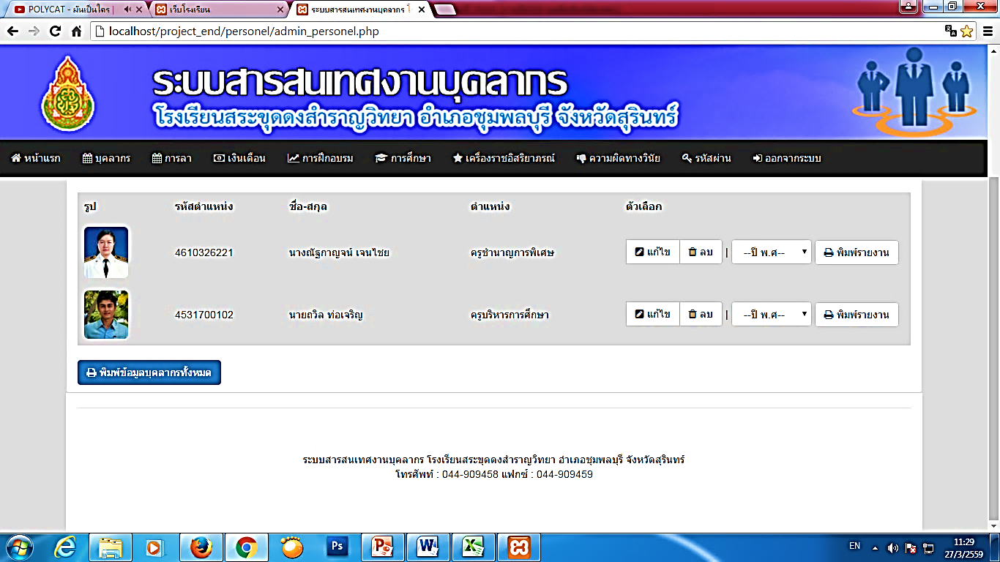 POLYCAT - มันเป็นใคร |
เว็บโรงเรียน
ระบบสารสนเทศงานบุคลากร โ
localhost/project_end/personel/admin_personel.php
ระบบสารสนเทศงานบุคลากร
โรงเรียนสระขุดดงสำราญวิทยา อำเภอชุมพลบุรี จังหวัดสุรินทร์
หน้าแรก บุคลากร การลา เงินเดือน การฝึกอบรม การศึกษา เครื่องราชอิสริยาภรณ์ ความผิดทางวินัย รหัสผ่าน ออกจากระบบ
รูป รหัสตำแหน่ง ชื่อ-สกุล ตำแหน่ง ตัวเลือก
4610326221 นางณัฐกาญจน์ เจนไชย ครูชำนาญการพิเศษ แก้ไข ลบ | --ปี พ.ศ-- พิมพ์รายงาน
4531700102 นายถวิล ท่อเจริญ ครูบริหารการศึกษา แก้ไข ลบ | --ปี พ.ศ-- พิมพ์รายงาน
พิมพ์ข้อมูลบุคลากรทั้งหมด
ระบบสารสนเทศงานบุคลากร โรงเรียนสระขุดดงสำราญวิทยา อำเภอชุมพลบุรี จังหวัดสุรินทร์
โทรศัพท์ : 044-909458 แฟกซ์ : 044-909459
Ps
EN
11:29
27/3/2559